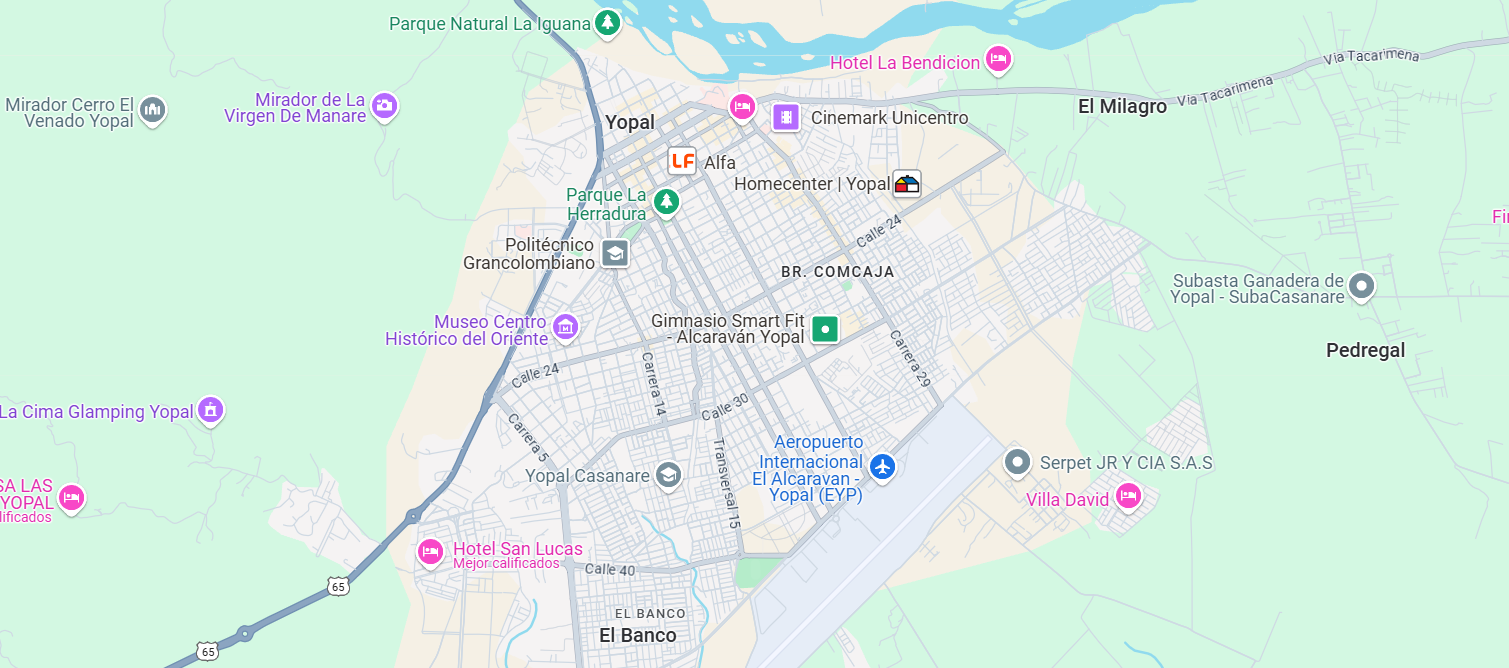 Parque Natural La Iguana
Hotel La Bendicion
Vía Tacarimena
Mirador Cerro El
Venado Yopal
Mirador de La
Virgen De Manare
Yopal
Cinemark Unicentro
El Milagro
Vía Tacarimena
LF
Alfa
Homecenter | Yopal
Parque La
Herradura
Calle 24
Fir
Politécnico
Grancolombiano
BR. COMCAJA
Subasta Ganadera de
Yopal - SubaCasanare
Museo Centro
Histórico del Oriente
Gimnasio Smart Fit
- Alcaraván Yopal
Carrera 29
Pedregal
Calle 24
Carrera 14
La Cima Glamping Yopal
Calle 30
Carrera 5
Aeropuerto
Internacional
El Alcaravan -
Yopal (EYP)
Yopal Casanare
Transversal 15
Serpet JR Y CIA S.A.S
SA LAS
YOPAL
lificados
Villa David
Hotel San Lucas
Mejor calificados
Calle 40
65
EL BANCO
El Banco
65